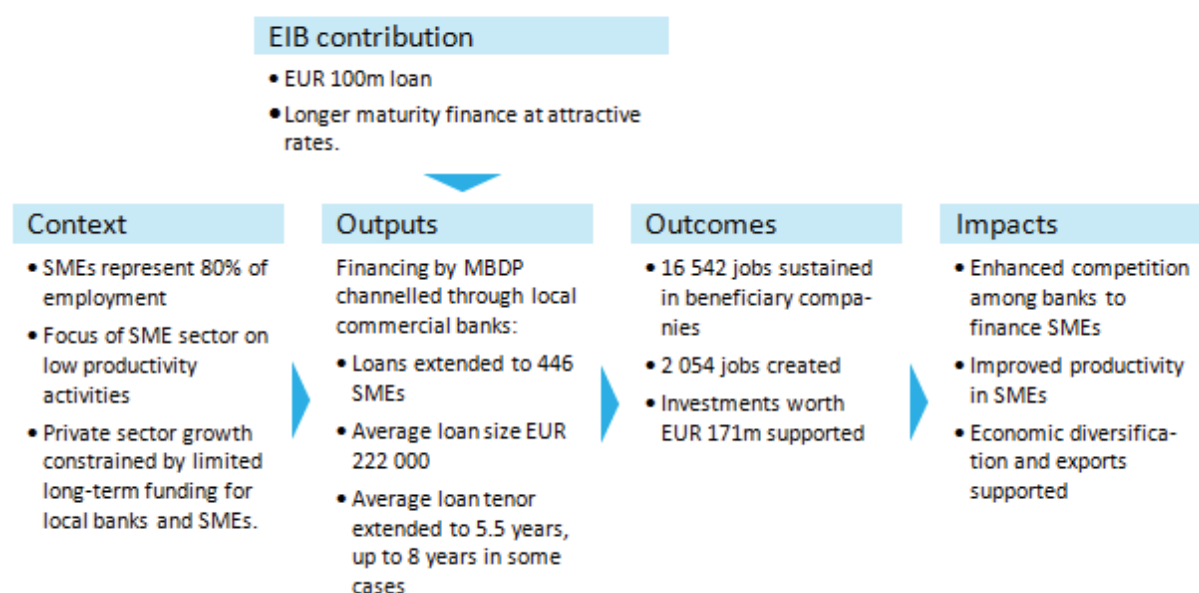 EIB contribution
• EUR 100m loan
• Longer maturity finance at attractive
rates.
Context
• SMEs represent 80% of
employment
• Focus of SME sector on
low productivity
activities
• Private sector growth
constrained by limited
long-term funding for
local banks and SMEs.
Outputs
Financing by MBDP
channelled through local
commercial banks:
• Loans extended to 446
SMEs
• Average loan size EUR
222 000
• Average loan tenor
extended to 5.5 years,
up to 8 years in some
cases
Outcomes
• 16 542 jobs sustained
in beneficiary compa-
nies
• 2 054 jobs created
• Investments worth
EUR 171m supported
Impacts
• Enhanced competition
among banks to
finance SMEs
• Improved productivity
in SMEs
• Economic diversifica-
tion and exports
supported